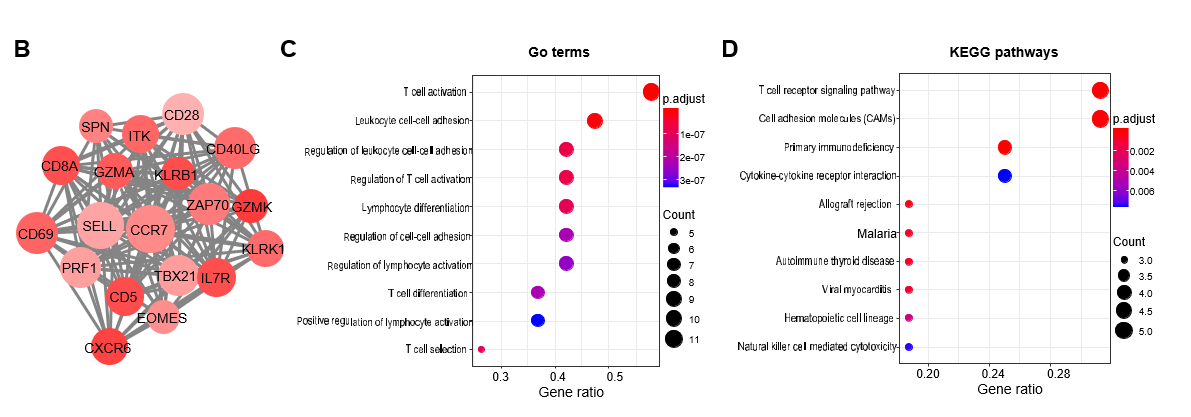 B
CD28
SPN
ITK
CD40LG
CD8A
GZMA
KLRB1
ZAP70
GZMK
SELL
CCR7
CD69
KLRK1
PRF1
TBX21
IL7R
CD5
EOMES
CXCR6
C
Go terms
T cell activation
Leukocyte cell-cell adhesion
Regulation of leukocyte cell-cell adhesion
Regulation of T cell activation
Lymphocyte differentiation
Regulation of cell-cell adhesion
Regulation of lymphocyte activation
T cell differentiation
Positive regulation of lymphocyte activation
T cell selection
0.3 0.4 0.5
Gene ratio
p.adjust
1e-07
2e-07
3e-07
Count
5
6
7
8
9
10
11
D
KEGG pathways
T cell receptor signaling pathway
Cell adhesion molecules (CAMs)
Primary immunodeficiency
Cytokine-cytokine receptor interaction
Allograft rejection
Malaria
Autoimmune thyroid disease
Viral myocarditis
Hematopoietic cell lineage
Natural killer cell mediated cytotoxicity
0.20 0.24 0.28
Gene ratio
p.adjust
0.002
0.004
0.006
Count
3.0
3.5
4.0
4.5
5.0